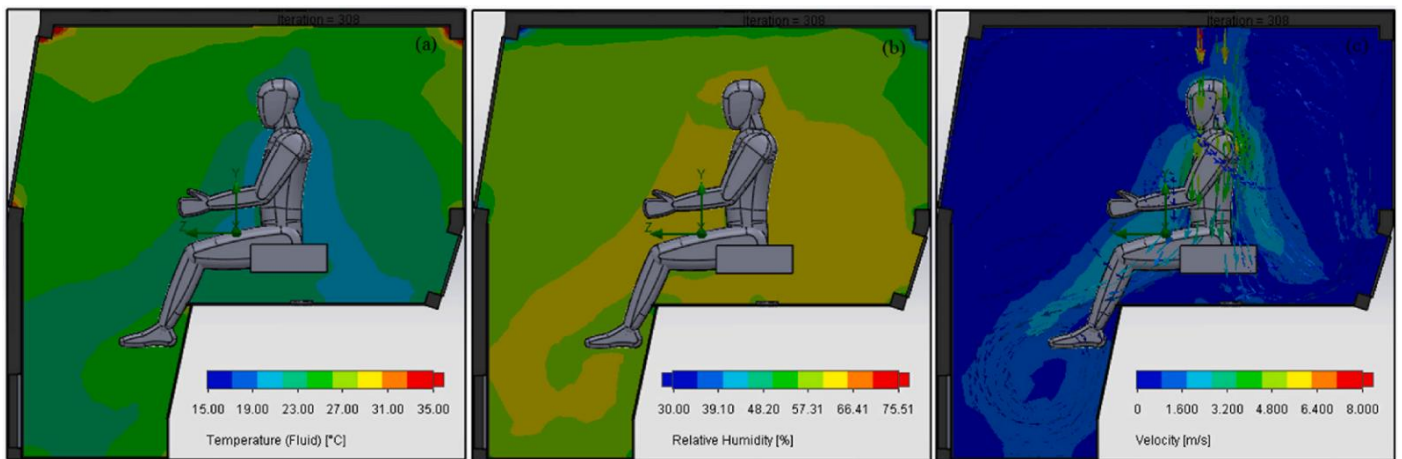 Iteration = 308
(a)
Y
Z
15.00 19.00 23.00 27.00 31.00 35.00
Temperature (Fluid) [°C]
Iteration = 308
(b)
Y
Z
X
30.00 39.10 48.20 57.31 66.41 75.51
Relative Humidity [%]
Iteration = 308
(c)
0 1.600 3.200 4.800 6.400 8.000
Velocity [m/s]